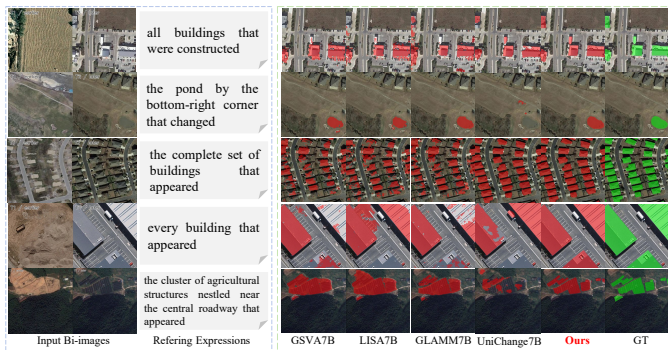 all buildings that
were constructed
the pond by the
bottom-right corner
that changed
the complete set of
buildings that
appeared
every building that
appeared
the cluster of agricultural
structures nestled near
the central roadway that
appeared
Input Bi-images
Refering Expressions
GSVA7B
LISA7B
GLAMM7B
UniChange7B
Ours
GT